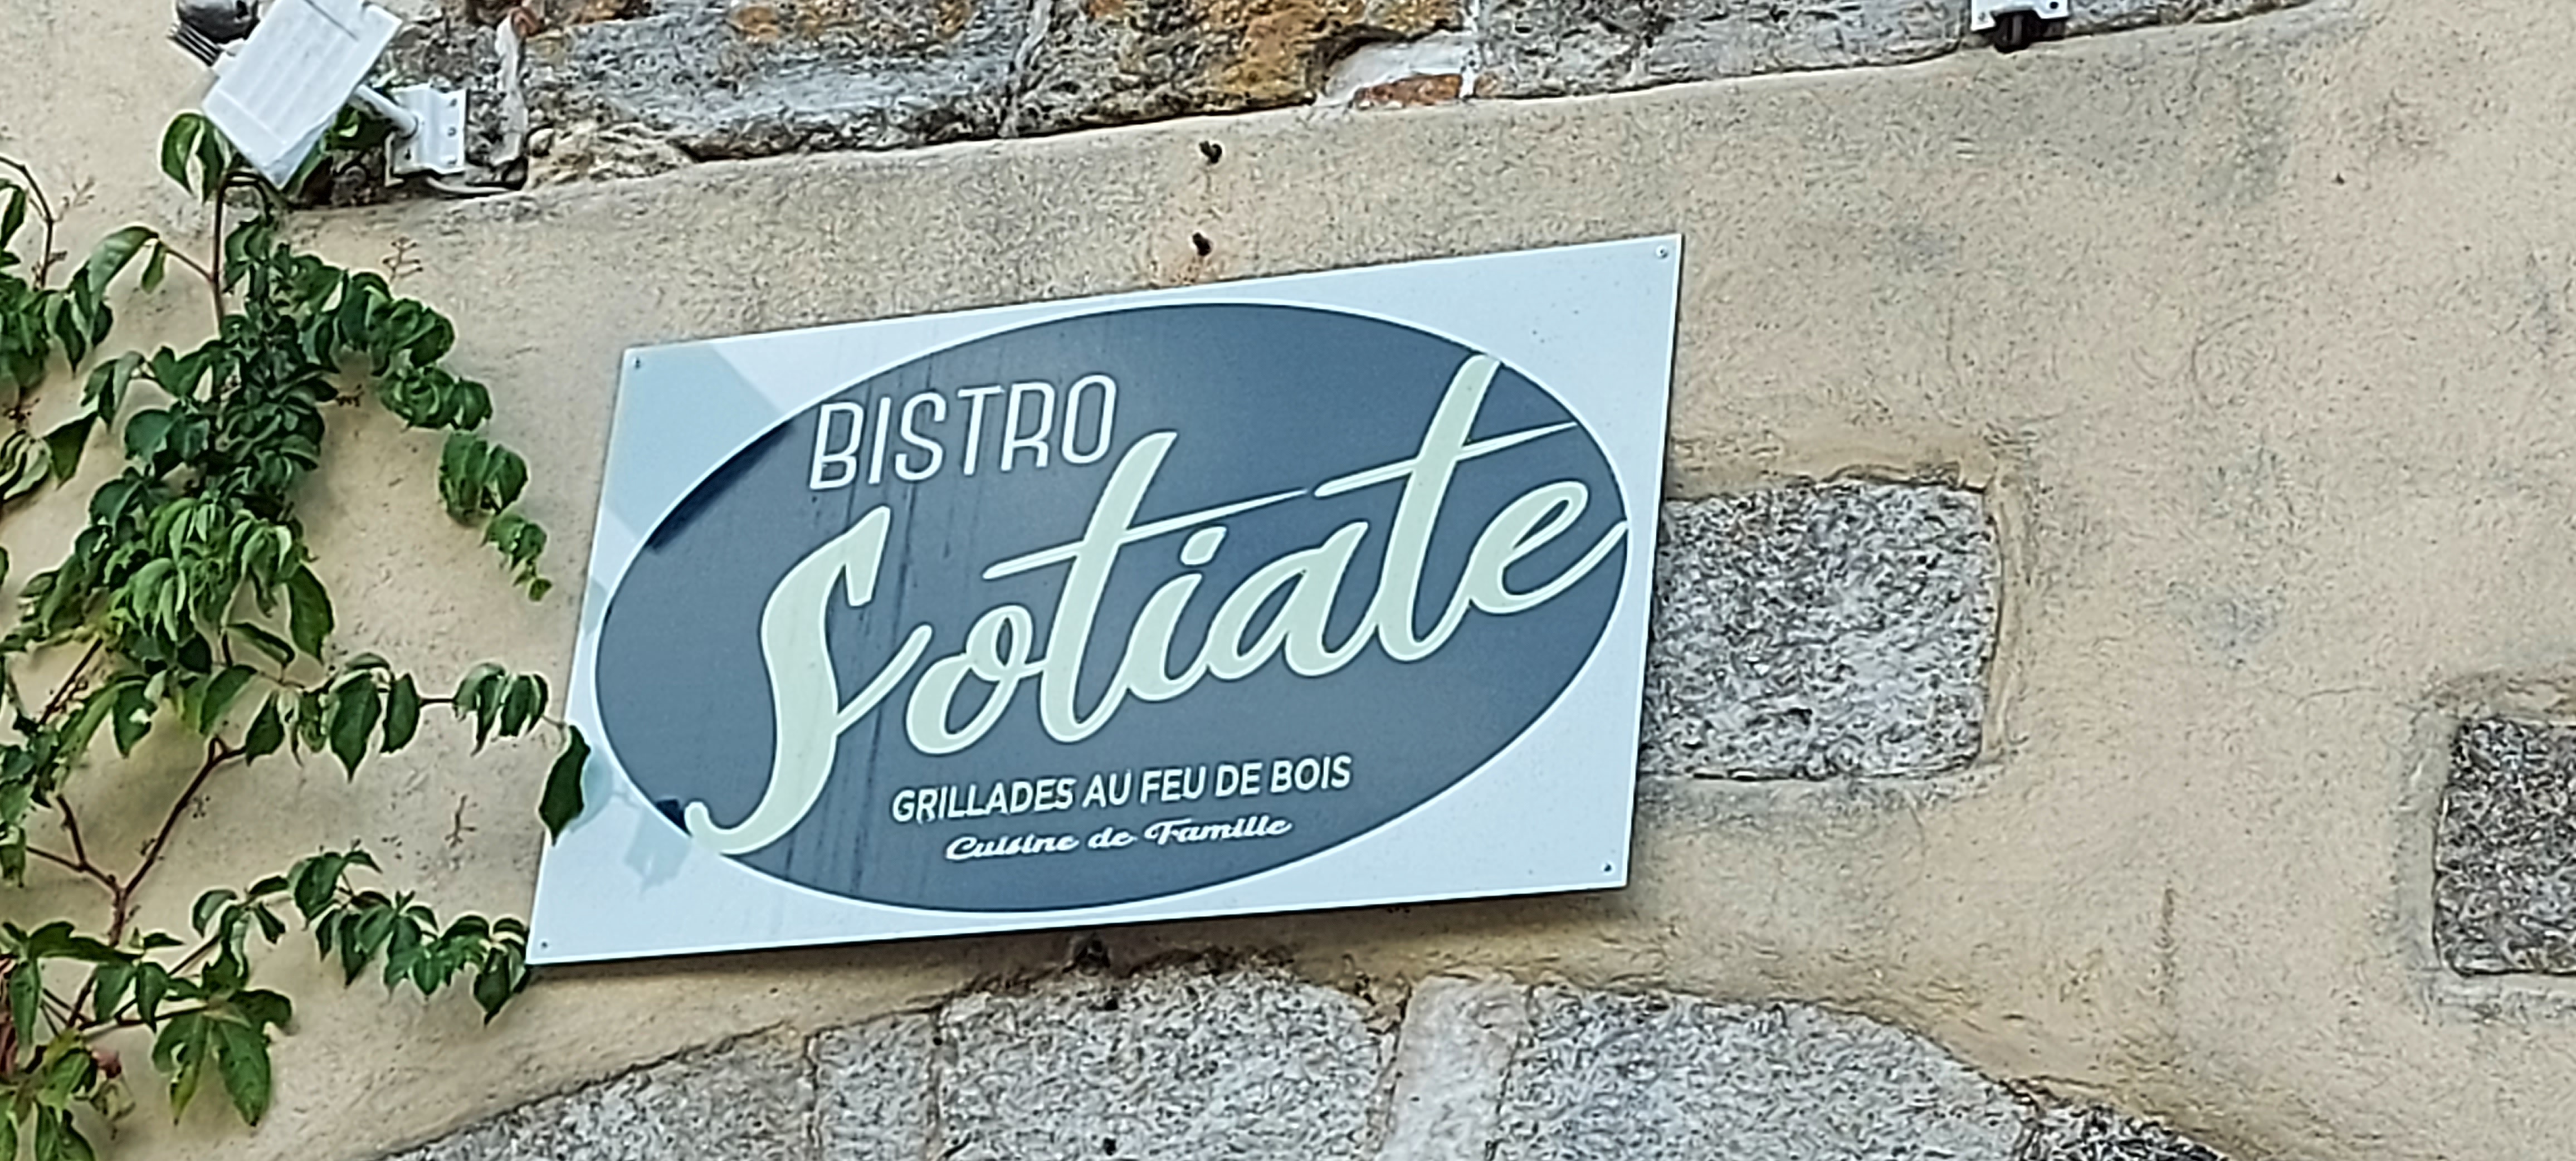 BISTRO
Sotiate
GRILLADES AU FEU DE BOIS
Cuisine de Famille